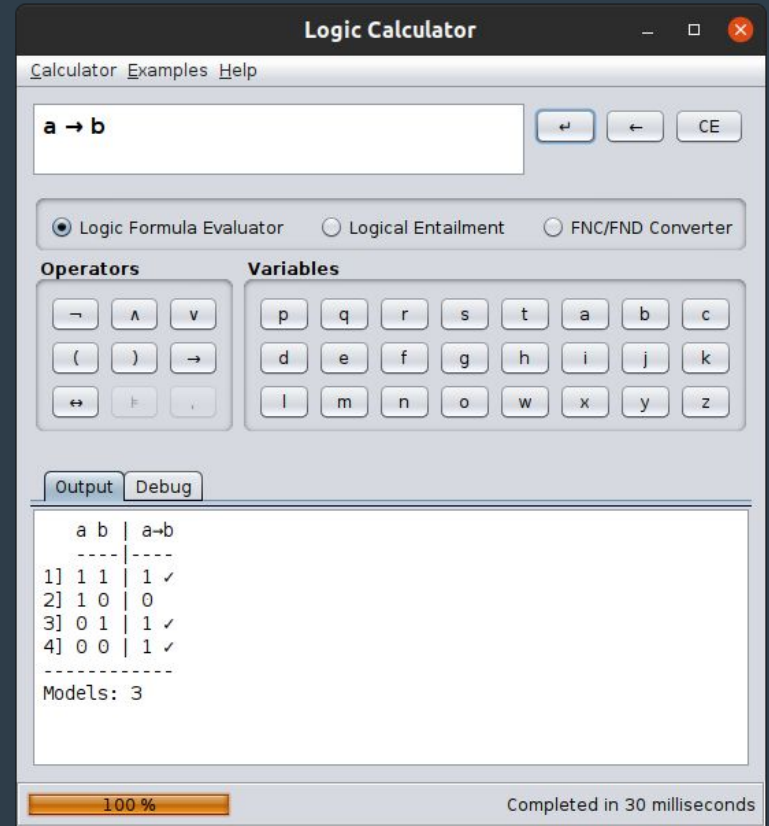 Logic Calculator
Calculator Examples Help
a → b
↵ ← CE
Logic Formula Evaluator Logical Entailment FNC/FND Converter
Operators Variables
¬ ∧ ∨ p q r s t a b c
( ) → d e f g h i j k
↔ ⊧ , l m n o w x y z
Output Debug
a b | a→b
----|----
1] 1 1 | 1 ✓
2] 1 0 | 0
3] 0 1 | 1 ✓
4] 0 0 | 1 ✓
------------
Models: 3
100 % Completed in 30 milliseconds